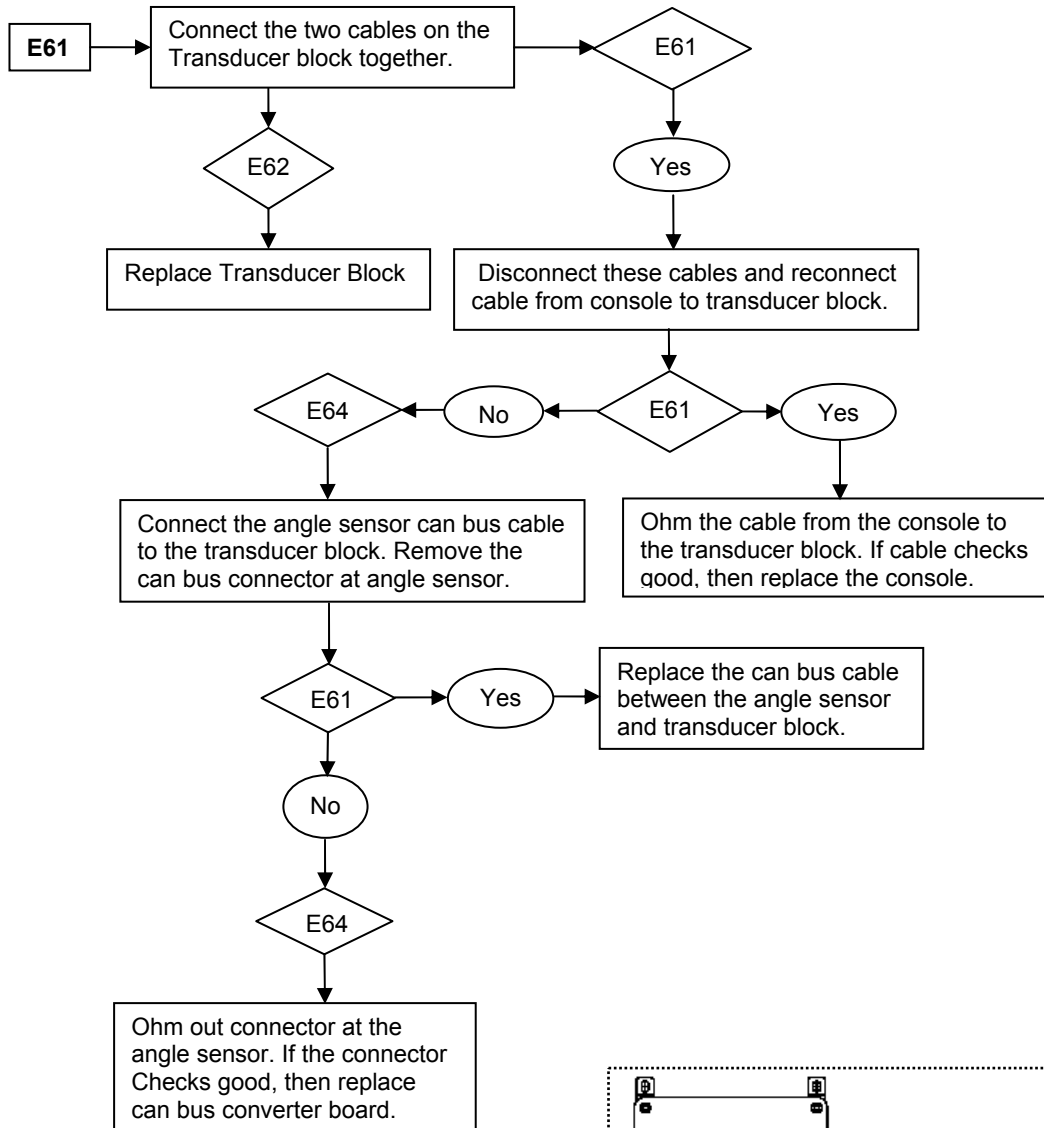 E61
Connect the two cables on the
Transducer block together.
E61
E62
Yes
Replace Transducer Block
Disconnect these cables and reconnect
cable from console to transducer block.
E64
No
E61
Yes
Connect the angle sensor can bus cable
to the transducer block. Remove the
can bus connector at angle sensor.
Ohm the cable from the console to
the transducer block. If cable checks
good, then replace the console.
E61
Yes
Replace the can bus cable
between the angle sensor
and transducer block.
No
E64
Ohm out connector at the
angle sensor. If the connector
Checks good, then replace
can bus converter board.